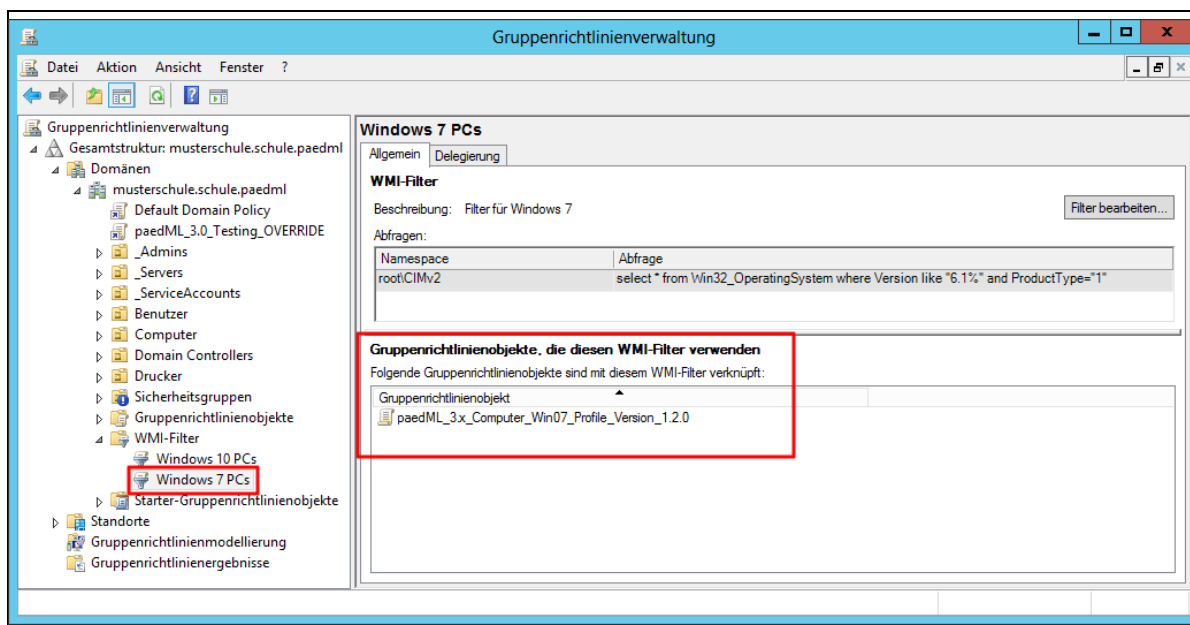 Gruppenrichtlinienverwaltung
Datei Aktion Ansicht Fenster ?
Gruppenrichtlinienverwaltung
Gesamtstruktur: musterschule.schule.paedml
Domänen
musterschule.schule.paedml
Default Domain Policy
paedML_3.0_Testing_OVERRIDE
_Admins
_Servers
_ServiceAccounts
Benutzer
Computer
Domain Controllers
Drucker
Sicherheitsgruppen
Gruppenrichtlinienobjekte
WMI-Filter
Windows 10 PCs
Windows 7 PCs
Starter-Gruppenrichtlinienobjekte
Standorte
Gruppenrichtlinienmodellierung
Gruppenrichtlinienergebnisse
Windows 7 PCs
Allgemein Delegierung
WMI-Filter
Beschreibung: Filter für Windows 7
Filter bearbeiten...
Abfragen:
Namespace Abfrage
root\CIMv2 select * from Win32_OperatingSystem where Version like "6.1%" and ProductType="1"
Gruppenrichtlinienobjekte, die diesen WMI-Filter verwenden
Folgende Gruppenrichtlinienobjekte sind mit diesem WMI-Filter verknüpft:
Gruppenrichtlinienobjekt
paedML_3.x_Computer_Win07_Profile_Version_1.2.0